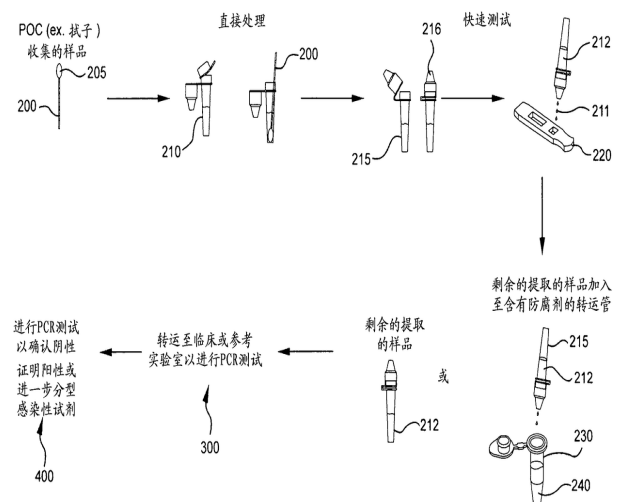 POC (ex. 拭子)
收集的样品
205
200
直接处理
200
210
快速测试
216
215
212
211
220
剩余的提取的样品加入
至含有防腐剂的转运管
215
212
230
240
或
剩余的提取
的样品
212
转运至临床或参考
实验室以进行PCR测试
300
进行PCR测试
以确认阴性
证明阳性或
进一步分型
感染性试剂
400